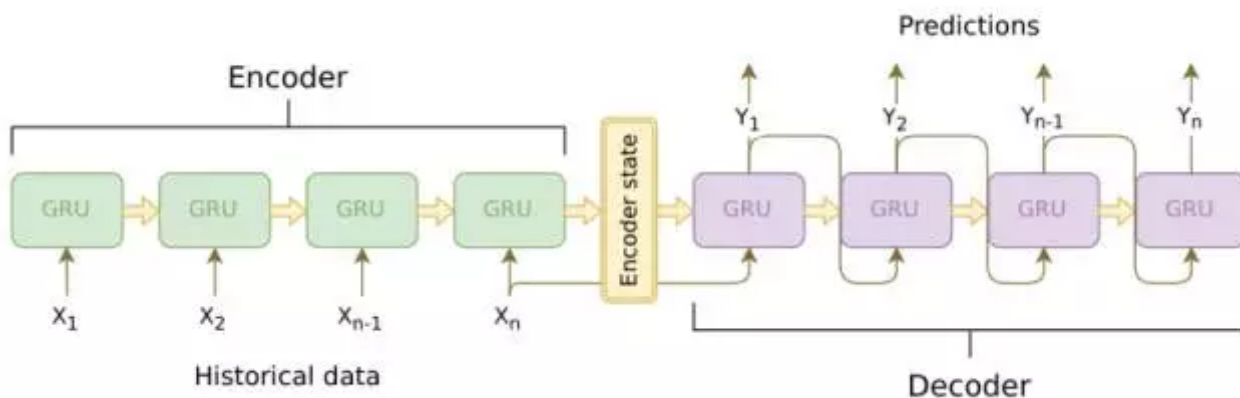 Predictions
Encoder
Y1 Y2 Yn-1 Yn
GRU GRU GRU GRU Encoder state GRU GRU GRU GRU
X1 X2 Xn-1 Xn
Historical data
Decoder